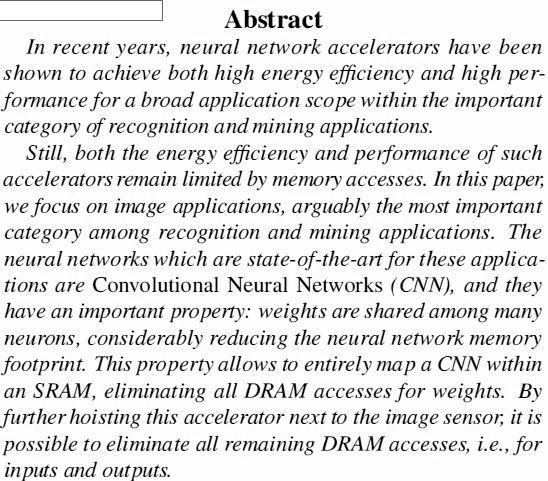 Abstract
In recent years, neural network accelerators have been
shown to achieve both high energy efficiency and high per-
formance for a broad application scope within the important
category of recognition and mining applications.
Still, both the energy efficiency and performance of such
accelerators remain limited by memory accesses. In this paper,
we focus on image applications, arguably the most important
category among recognition and mining applications. The
neural networks which are state-of-the-art for these applica-
tions are Convolutional Neural Networks (CNN), and they
have an important property: weights are shared among many
neurons, considerably reducing the neural network memory
footprint. This property allows to entirely map a CNN within
an SRAM, eliminating all DRAM accesses for weights. By
further hoisting this accelerator next to the image sensor, it is
possible to eliminate all remaining DRAM accesses, i.e., for
inputs and outputs.